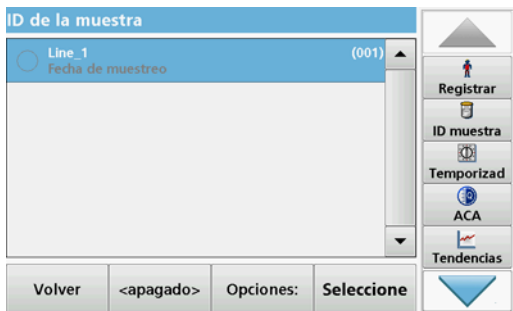 ID de la muestra
Line_1 (001)
Fecha de muestreo
Registrar
ID muestra
Temporizad
ACA
Tendencias
Volver <apagado> Opciones: Seleccione